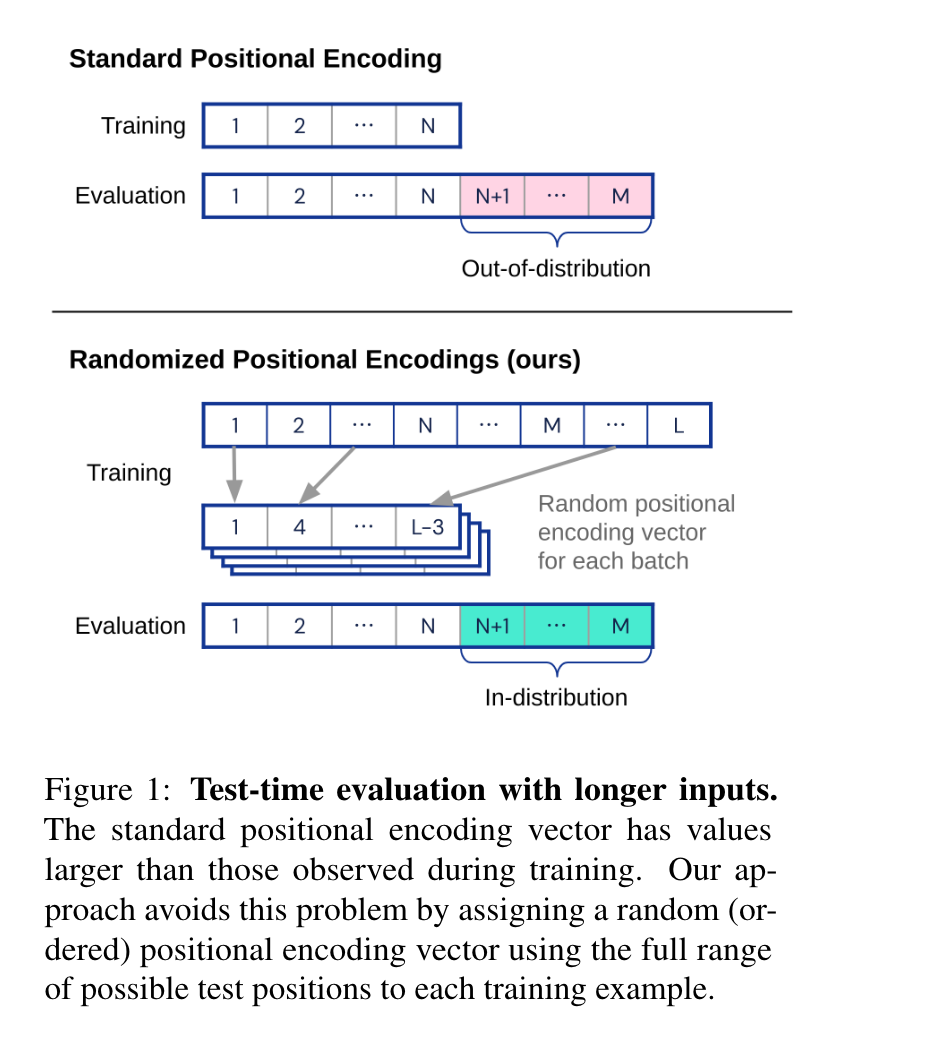 Standard Positional Encoding
Training 1 2 ··· N
Evaluation 1 2 ··· N N+1 ··· M
Out-of-distribution
Randomized Positional Encodings (ours)
1 2 ··· N ··· M ··· L
Training
1 4 ··· L-3
Random positional
encoding vector
for each batch
Evaluation 1 2 ··· N N+1 ··· M
In-distribution
Figure 1: Test-time evaluation with longer inputs.
The standard positional encoding vector has values
larger than those observed during training. Our ap-
proach avoids this problem by assigning a random (or-
dered) positional encoding vector using the full range
of possible test positions to each training example.